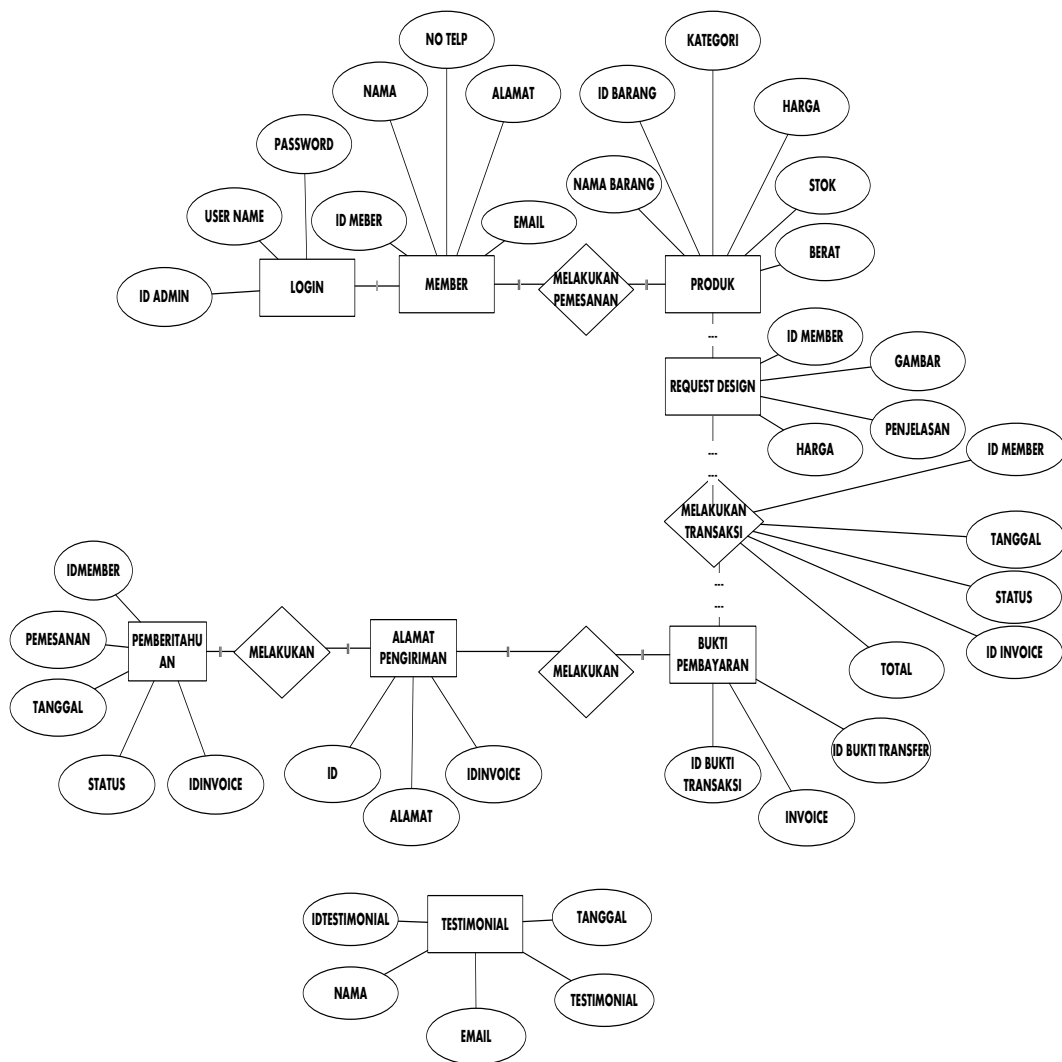 NO TELP
KATEGORI
NAMA
ALAMAT
ID BARANG
HARGA
PASSWORD
NAMA BARANG
STOK
USER NAME
ID MEBER
EMAIL
BERAT
ID ADMIN
LOGIN
MEMBER
MELAKUKAN
PEMESANAN
PRODUK
ID MEMBER
GAMBAR
REQUEST DESIGN
PENJELASAN
HARGA
ID MEMBER
MELAKUKAN
TRANSAKSI
TANGGAL
STATUS
ID INVOICE
TOTAL
IDMEMBER
PEMESANAN
PEMBERITAHU
AN
TANGGAL
STATUS
IDINVOICE
MELAKUKAN
ALAMAT
PENGIRIMAN
ID
ALAMAT
IDINVOICE
MELAKUKAN
BUKTI
PEMBAYARAN
ID BUKTI
TRANSAKSI
INVOICE
ID BUKTI TRANSFER
IDTESTIMONIAL
TESTIMONIAL
TANGGAL
NAMA
EMAIL
TESTIMONIAL